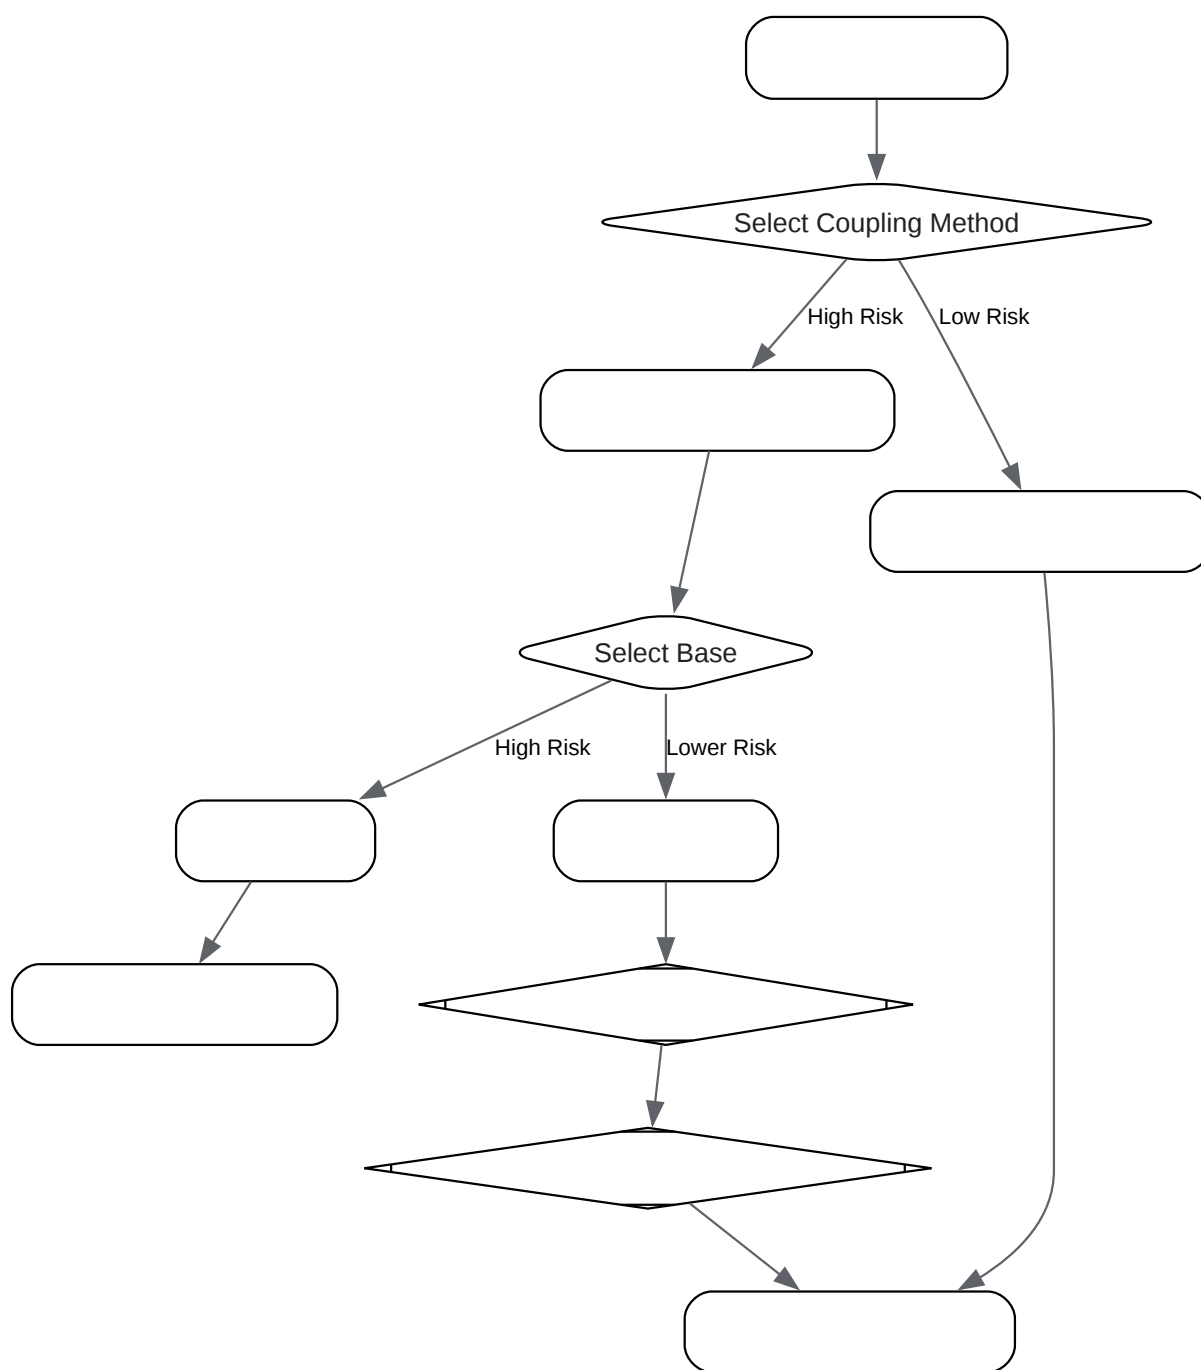 Select Coupling Method
High Risk
Low Risk
Select Base
High Risk
Lower Risk